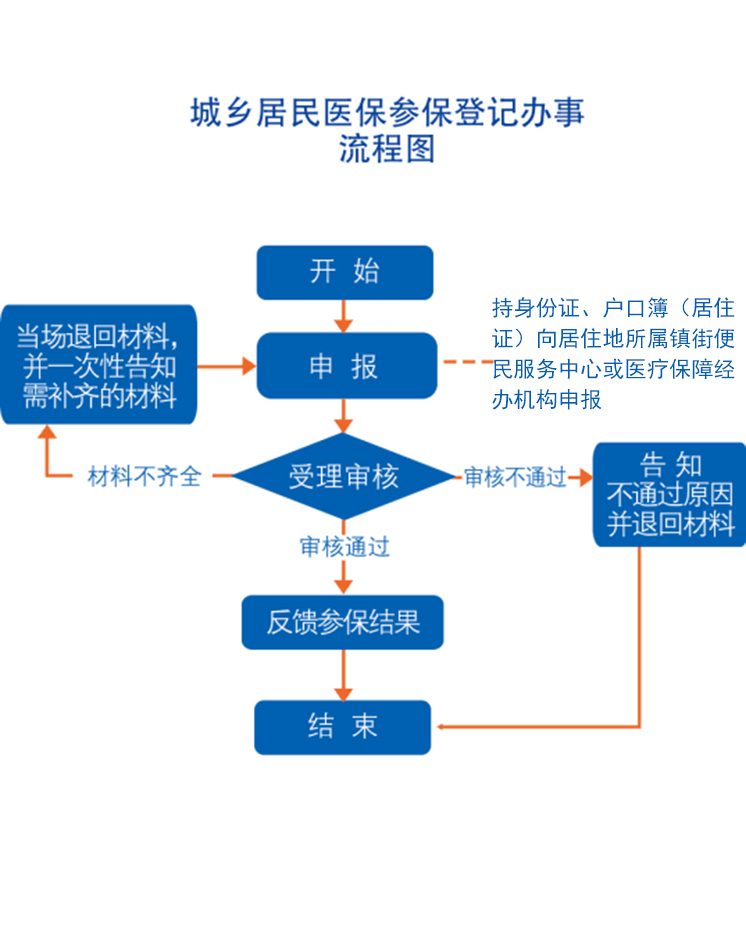 城乡居民医保参保登记办事
流程图
开 始
持身份证、户口簿（居住
证）向居住地所属镇街便
民服务中心或医疗保障经
办机构申报
当场退回材料，
并一次性告知
需补齐的材料
申 报
材料不齐全
受理审核
审核不通过
告 知
不通过原因
并退回材料
审核通过
反馈参保结果
结 束